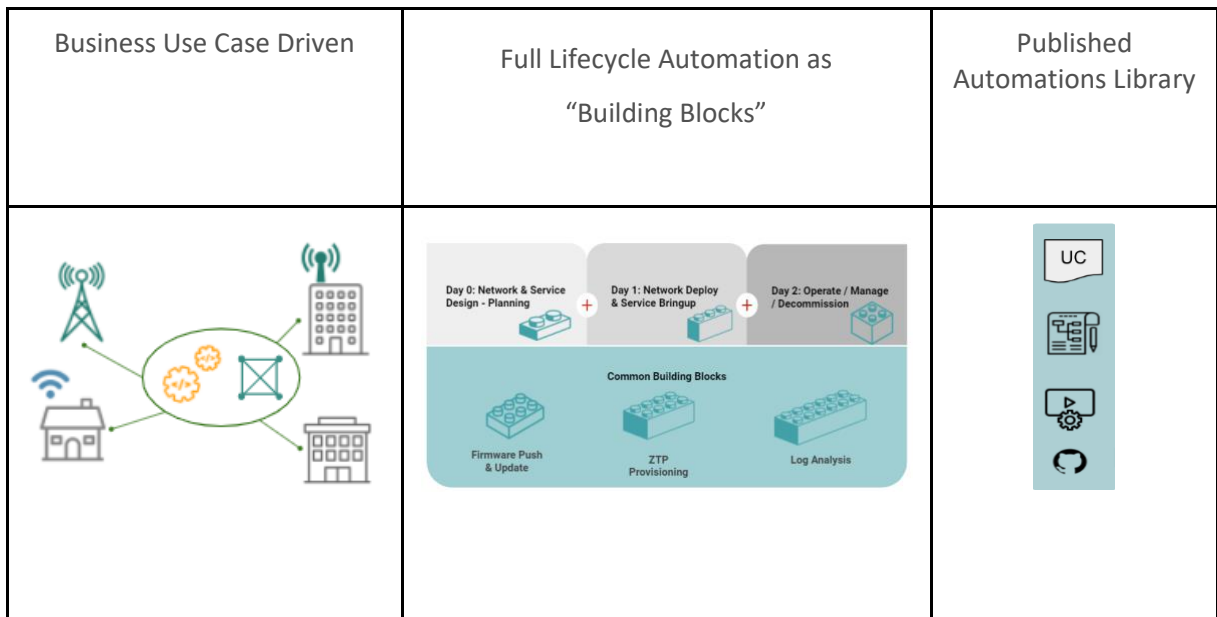 Business Use Case Driven
Full Lifecycle Automation as
“Building Blocks”
Published
Automations Library
Day 0: Network & Service
Design - Planning
+
Day 1: Network Deploy
& Service Bringup
+
Day 2: Operate / Manage
/ Decommission
Common Building Blocks
Firmware Push
& Update
ZTP
Provisioning
Log Analysis
</>
</>
UC